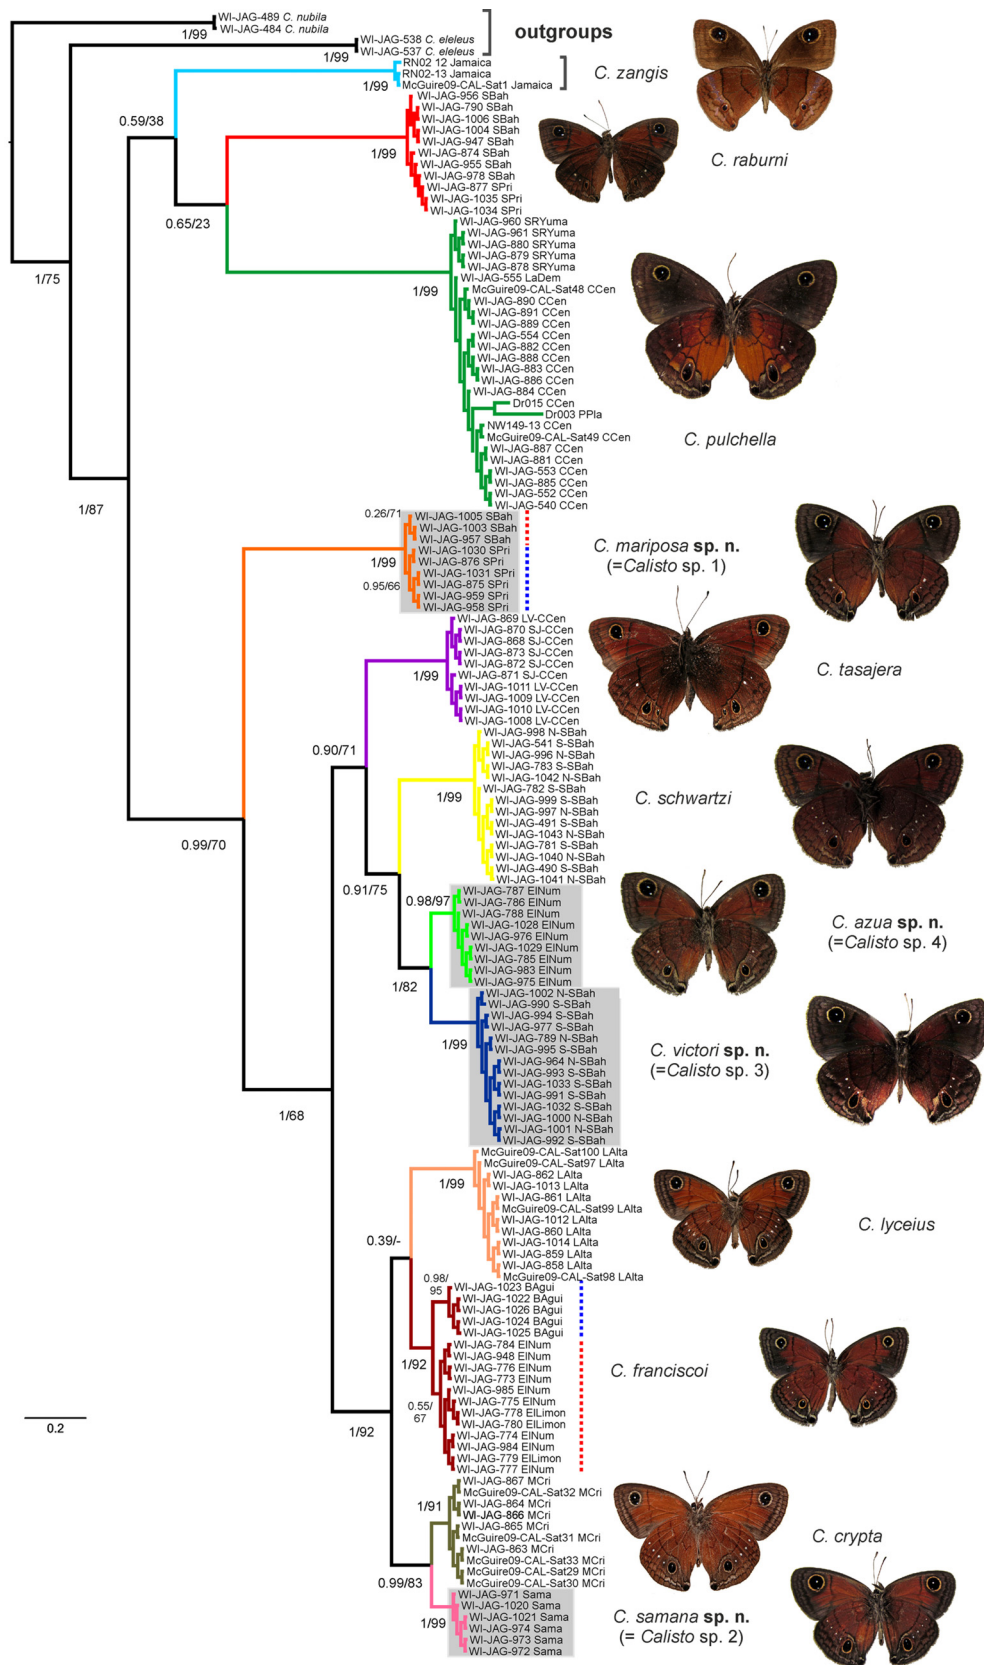 WI-JAG-489 C. nubila
WI-JAG-484 C. nubila
1/99
WI-JAG-538 C. eleleus
WI-JAG-537 C. eleleus
1/99
outgroups
RN02 12 Jamaica
RN02-13 Jamaica
McGuire09-CAL-Sat1 Jamaica
1/99
C. zangis
0.59/38
WI-JAG-956 SBah
WI-JAG-790 SBah
WI-JAG-1006 SBah
WI-JAG-1004 SBah
WI-JAG-947 SBah
WI-JAG-874 SBah
WI-JAG-955 SBah
WI-JAG-978 SBah
WI-JAG-877 SPri
WI-JAG-1035 SPri
WI-JAG-1034 SPri
1/99
C. raburni
0.65/23
WI-JAG-960 SRYuma
WI-JAG-961 SRYuma
WI-JAG-880 SRYuma
WI-JAG-879 SRYuma
WI-JAG-878 SRYuma
WI-JAG-555 LaDem
McGuire09-CAL-Sat48 CCen
WI-JAG-890 CCen
WI-JAG-891 CCen
WI-JAG-889 CCen
WI-JAG-554 CCen
WI-JAG-882 CCen
WI-JAG-888 CCen
WI-JAG-883 CCen
WI-JAG-886 CCen
WI-JAG-884 CCen
Dr015 CCen
Dr003 PPla
NW149-13 CCen
McGuire09-CAL-Sat49 CCen
WI-JAG-887 CCen
WI-JAG-881 CCen
WI-JAG-553 CCen
WI-JAG-885 CCen
WI-JAG-552 CCen
WI-JAG-540 CCen
1/75
1/99
C. pulchella
1/87
0.26/71
WI-JAG-1005 SBah
WI-JAG-1003 SBah
WI-JAG-957 SBah
WI-JAG-1030 SPri
WI-JAG-876 SPri
WI-JAG-1031 SPri
WI-JAG-875 SPri
WI-JAG-959 SPri
WI-JAG-958 SPri
1/99
0.95/66
C. mariposa sp. n.
(=Calisto sp. 1)
WI-JAG-869 LV-CCen
WI-JAG-870 SJ-CCen
WI-JAG-868 SJ-CCen
WI-JAG-873 SJ-CCen
WI-JAG-872 SJ-CCen
WI-JAG-871 SJ-CCen
WI-JAG-1011 LV-CCen
WI-JAG-1009 LV-CCen
WI-JAG-1010 LV-CCen
WI-JAG-1008 LV-CCen
1/99
C. tasajera
0.90/71
WI-JAG-998 N-SBah
WI-JAG-541 S-SBah
WI-JAG-996 N-SBah
WI-JAG-783 S-SBah
WI-JAG-1042 N-SBah
WI-JAG-782 S-SBah
WI-JAG-999 S-SBah
WI-JAG-997 N-SBah
WI-JAG-491 S-SBah
WI-JAG-1043 N-SBah
WI-JAG-781 S-SBah
WI-JAG-1040 N-SBah
WI-JAG-490 S-SBah
WI-JAG-1041 N-SBah
1/99
C. schwartzi
0.99/70
0.91/75
0.98/97
WI-JAG-787 ElNum
WI-JAG-786 ElNum
WI-JAG-788 ElNum
WI-JAG-1028 ElNum
WI-JAG-976 ElNum
WI-JAG-1029 ElNum
WI-JAG-785 ElNum
WI-JAG-983 ElNum
WI-JAG-975 ElNum
C. azua sp. n.
(=Calisto sp. 4)
1/82
WI-JAG-1002 N-SBah
WI-JAG-990 S-SBah
WI-JAG-994 S-SBah
WI-JAG-977 S-SBah
WI-JAG-789 N-SBah
WI-JAG-995 S-SBah
WI-JAG-964 N-SBah
WI-JAG-993 S-SBah
WI-JAG-1033 S-SBah
WI-JAG-991 S-SBah
WI-JAG-1032 S-SBah
WI-JAG-1000 N-SBah
WI-JAG-1001 N-SBah
WI-JAG-992 S-SBah
1/99
C. victori sp. n.
(=Calisto sp. 3)
1/68
McGuire09-CAL-Sat100 LAlta
McGuire09-CAL-Sat97 LAlta
WI-JAG-862 LAlta
WI-JAG-1013 LAlta
WI-JAG-861 LAlta
McGuire09-CAL-Sat99 LAlta
WI-JAG-1012 LAlta
WI-JAG-860 LAlta
WI-JAG-1014 LAlta
WI-JAG-859 LAlta
WI-JAG-858 LAlta
McGuire09-CAL-Sat98 LAlta
1/99
C. lyceius
0.39/-
0.98/
95
WI-JAG-1023 BAgui
WI-JAG-1022 BAgui
WI-JAG-1026 BAgui
WI-JAG-1024 BAgui
WI-JAG-1025 BAgui
WI-JAG-784 ElNum
WI-JAG-948 ElNum
WI-JAG-776 ElNum
WI-JAG-773 ElNum
WI-JAG-985 ElNum
WI-JAG-775 ElNum
WI-JAG-778 ElLimon
WI-JAG-780 ElLimon
WI-JAG-774 ElNum
WI-JAG-984 ElNum
WI-JAG-779 ElLimon
WI-JAG-777 ElNum
1/92
0.55/
67
C. franciscoi
0.2
1/92
WI-JAG-867 MCri
McGuire09-CAL-Sat32 MCri
WI-JAG-864 MCri
WI-JAG-866 MCri
WI-JAG-865 MCri
McGuire09-CAL-Sat31 MCri
WI-JAG-863 MCri
McGuire09-CAL-Sat33 MCri
McGuire09-CAL-Sat29 MCri
McGuire09-CAL-Sat30 MCri
1/91
C. crypta
0.99/83
WI-JAG-971 Sama
WI-JAG-1020 Sama
WI-JAG-1021 Sama
WI-JAG-974 Sama
WI-JAG-973 Sama
WI-JAG-972 Sama
1/99
C. samana sp. n.
(= Calisto sp. 2)